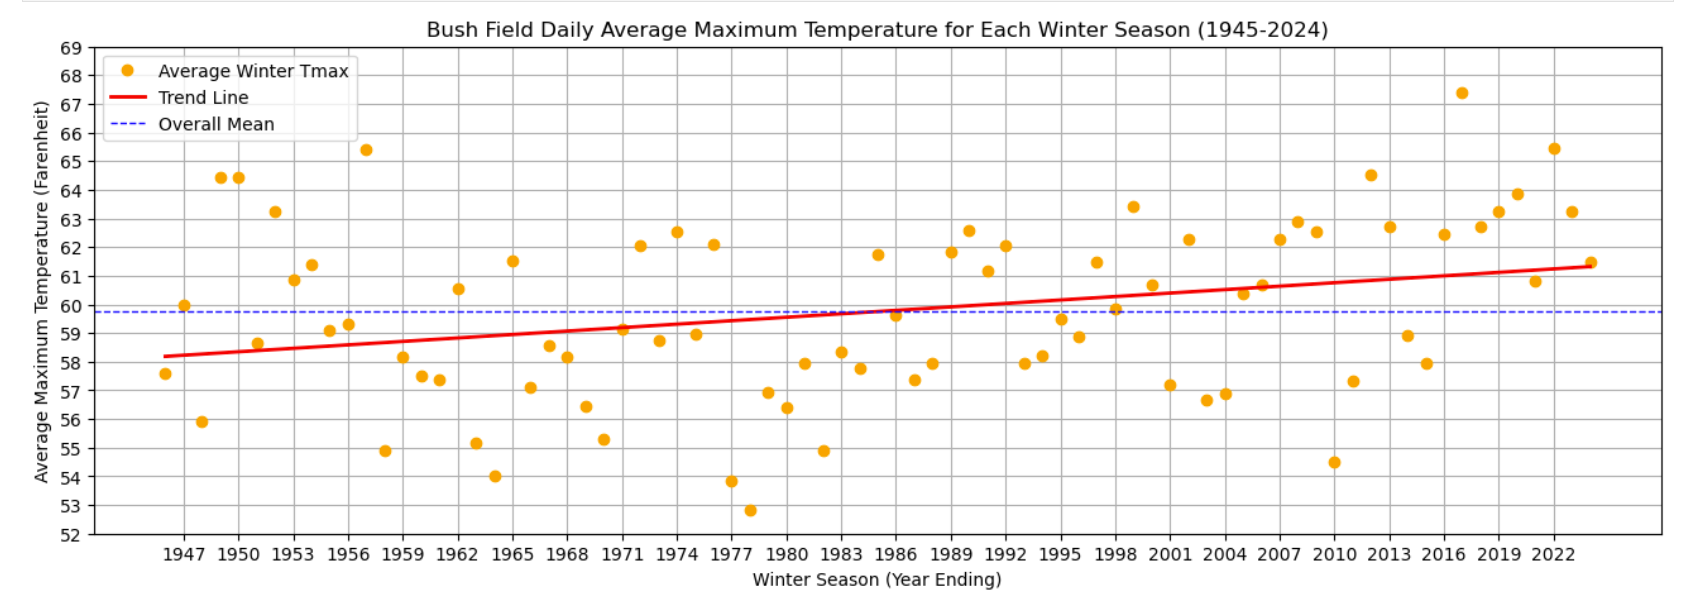 Bush Field Daily Average Maximum Temperature for Each Winter Season (1945-2024)
Average Winter Tmax
Trend Line
Overall Mean
Average Maximum Temperature (Farenheit)
69
68
67
66
65
64
63
62
61
60
59
58
57
56
55
54
53
52
1947 1950 1953 1956 1959 1962 1965 1968 1971 1974 1977 1980 1983 1986 1989 1992 1995 1998 2001 2004 2007 2010 2013 2016 2019 2022
Winter Season (Year Ending)